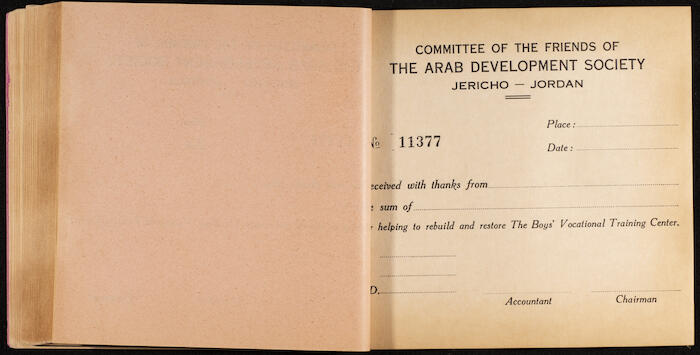 COMMITTEE OF THE FRIENDS OF
THE ARAB DEVELOPMENT SOCIETY
JERICHO — JORDAN
Place:
№ 11377
Date:
eceived with thanks from
sum of
helping to rebuild and restore The Boys' Vocational Training Center.
D.
Accountant Chairman